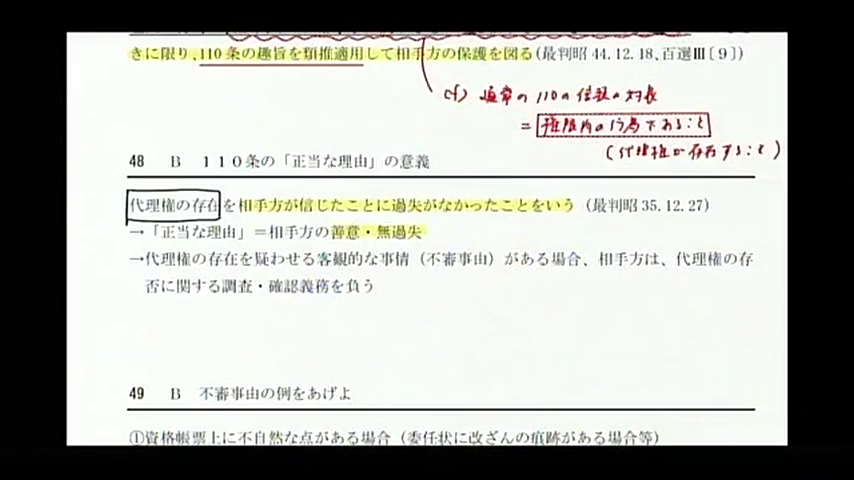 きに限り、110条の趣旨を類推適用して相手方の保護を図る(最判昭44.12.18、百選Ⅲ〔9〕)
cf) 通常の110の信頼の対象
=権限内の行為であること
(代理権が存在すること)
48 B 110条の「正当な理由」の意義
代理権の存在を相手方が信じたことに過失がなかったことをいう(最判昭35.12.27)
→「正当な理由」=相手方の善意・無過失
→代理権の存在を疑わせる客観的な事情(不審事由)がある場合、相手方は、代理権の存
否に関する調査・確認義務を負う
49 B 不審事由の例をあげよ
①資格帳票上に不自然な点がある場合(委任状に改ざんの痕跡がある場合等)